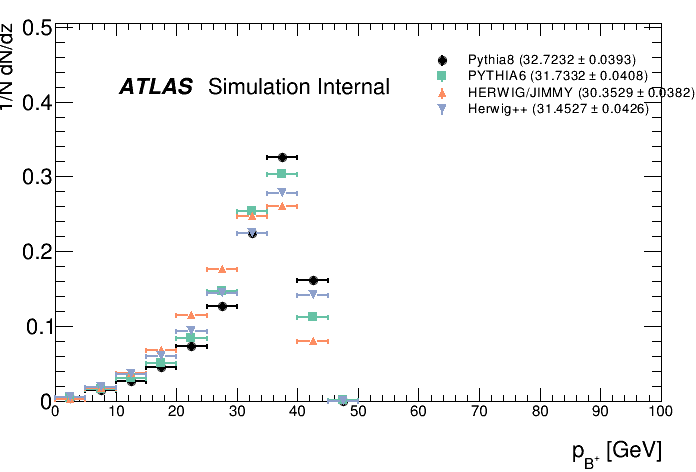 1/N dN/dz
0.5
0.4
0.3
0.2
0.1
0
ATLAS Simulation Internal
Pythia8 (32.7232 ± 0.0393)
PYTHIA6 (31.7332 ± 0.0408)
HERWIG/JIMMY (30.3529 ± 0.0382)
Herwig++ (31.4527 ± 0.0426)
0 10 20 30 40 50 60 70 80 90 100
p_B⁺ [GeV]